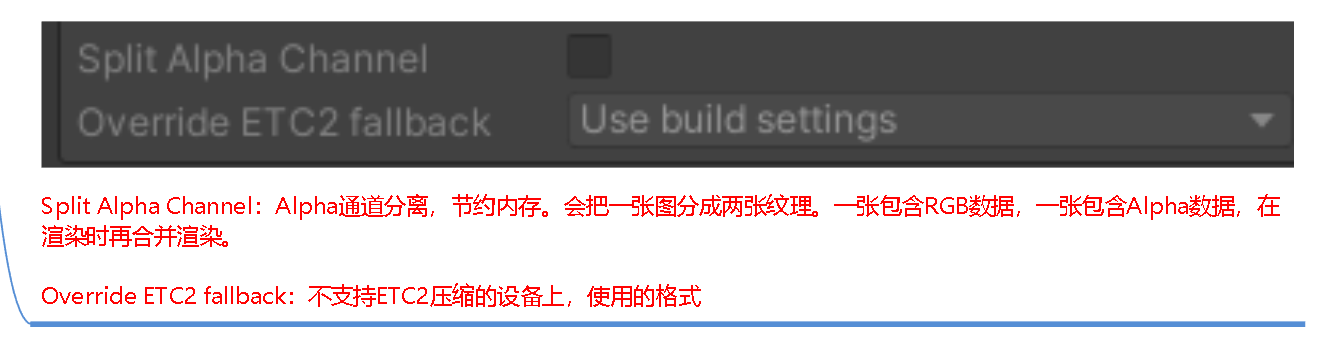 Split Alpha Channel
Override ETC2 fallback Use build settings
Split Alpha Channel：Alpha通道分离，节约内存。会把一张图分成两张纹理。一张包含RGB数据，一张包含Alpha数据，在
渲染时再合并渲染。
Override ETC2 fallback：不支持ETC2压缩的设备上，使用的格式